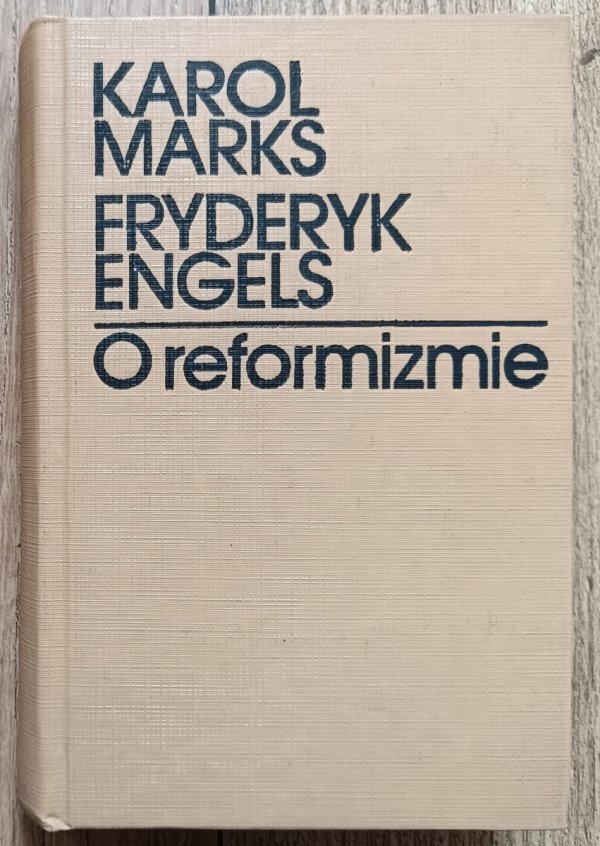 KAROL
MARKS
FRYDERYK
ENGELS
O reformizmie